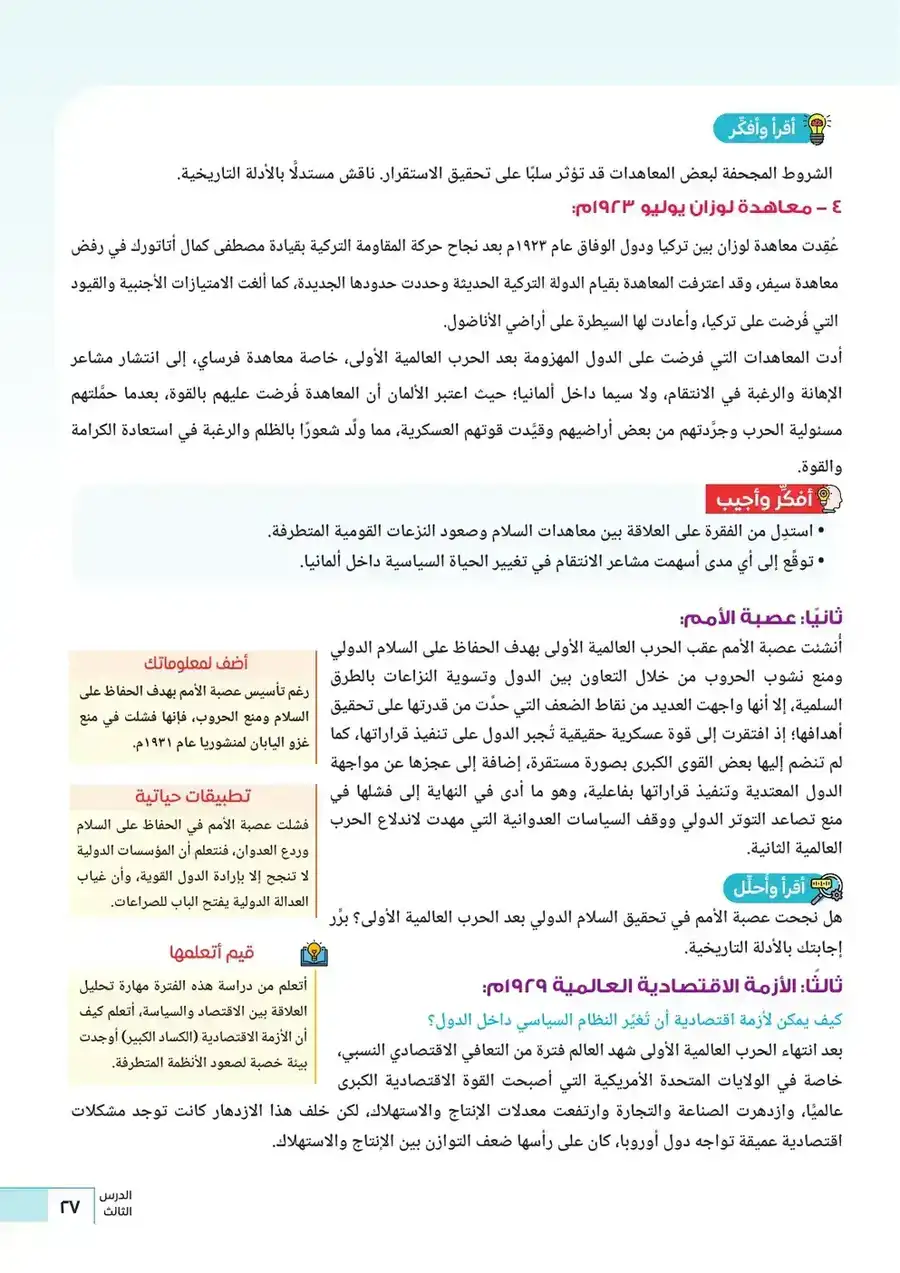 أقرأ وأفكّر
الشروط المجحفة لبعض المعاهدات قد تؤثر سلبًا على تحقيق الاستقرار. ناقش مستدلًّا بالأدلة التاريخية.
٤ – معاهدة لوزان يوليو ١٩٢٣م:
عُقِدت معاهدة لوزان بين تركيا ودول الوفاق عام ١٩٢٣م بعد نجاح حركة المقاومة التركية بقيادة مصطفى كمال أتاتورك في رفض
معاهدة سيفر، وقد اعترفت المعاهدة بقيام الدولة التركية الحديثة وحددت حدودها الجديدة، كما ألغت الامتيازات الأجنبية والقيود
التي فُرضت على تركيا، وأعادت لها السيطرة على أراضي الأناضول.
أدت المعاهدات التي فرضت على الدول المهزومة بعد الحرب العالمية الأولى، خاصة معاهدة فرساي، إلى انتشار مشاعر
الإهانة والرغبة في الانتقام، ولا سيما داخل ألمانيا؛ حيث اعتبر الألمان أن المعاهدة فُرضت عليهم بالقوة، بعدما حمَّلتهم
مسئولية الحرب وجرَّدتهم من بعض أراضيهم وقيَّدت قوتهم العسكرية، مما ولَّد شعورًا بالظلم والرغبة في استعادة الكرامة
والقوة.
أفكِّر وأجيب
• استدِل من الفقرة على العلاقة بين معاهدات السلام وصعود النزعات القومية المتطرفة.
• توقَّع إلى أي مدى أسهمت مشاعر الانتقام في تغيير الحياة السياسية داخل ألمانيا.
ثانيًا: عصبة الأمم:
أُنشئت عصبة الأمم عقب الحرب العالمية الأولى بهدف الحفاظ على السلام الدولي
ومنع نشوب الحروب من خلال التعاون بين الدول وتسوية النزاعات بالطرق
السلمية، إلا أنها واجهت العديد من نقاط الضعف التي حدَّت من قدرتها على تحقيق
أهدافها؛ إذ افتقرت إلى قوة عسكرية حقيقية تُجبر الدول على تنفيذ قراراتها، كما
لم تنضم إليها بعض القوى الكبرى بصورة مستقرة، إضافة إلى عجزها عن مواجهة
الدول المعتدية وتنفيذ قراراتها بفاعلية، وهو ما أدى في النهاية إلى فشلها في
منع تصاعد التوتر الدولي ووقف السياسات العدوانية التي مهدت لاندلاع الحرب
العالمية الثانية.
أقرأ وأحلّل
هل نجحت عصبة الأمم في تحقيق السلام الدولي بعد الحرب العالمية الأولى؟ برِّر
إجابتك بالأدلة التاريخية.
أضف لمعلوماتك
رغم تأسيس عصبة الأمم بهدف الحفاظ على
السلام ومنع الحروب، فإنها فشلت في منع
غزو اليابان لمنشوريا عام ١٩٣١م.
تطبيقات حياتية
فشلت عصبة الأمم في الحفاظ على السلام
وردع العدوان، فنتعلم أن المؤسسات الدولية
لا تنجح إلا بإرادة الدول القوية، وأن غياب
العدالة الدولية يفتح الباب للصراعات.
قيم أتعلمها
أتعلم من دراسة هذه الفترة مهارة تحليل
العلاقة بين الاقتصاد والسياسة، أتعلم كيف
أن الأزمة الاقتصادية (الكساد الكبير) أوجدت
بيئة خصبة لصعود الأنظمة المتطرفة.
ثالثًا: الأزمة الاقتصادية العالمية ١٩٢٩م:
كيف يمكن لأزمة اقتصادية أن تُغيِّر النظام السياسي داخل الدول؟
بعد انتهاء الحرب العالمية الأولى شهد العالم فترة من التعافي الاقتصادي النسبي،
خاصة في الولايات المتحدة الأمريكية التي أصبحت القوة الاقتصادية الكبرى
عالميًّا، وازدهرت الصناعة والتجارة وارتفعت معدلات الإنتاج والاستهلاك، لكن خلف هذا الازدهار كانت توجد مشكلات
اقتصادية عميقة تواجه دول أوروبا، كان على رأسها ضعف التوازن بين الإنتاج والاستهلاك.
الدرس
الثالث
٢٧